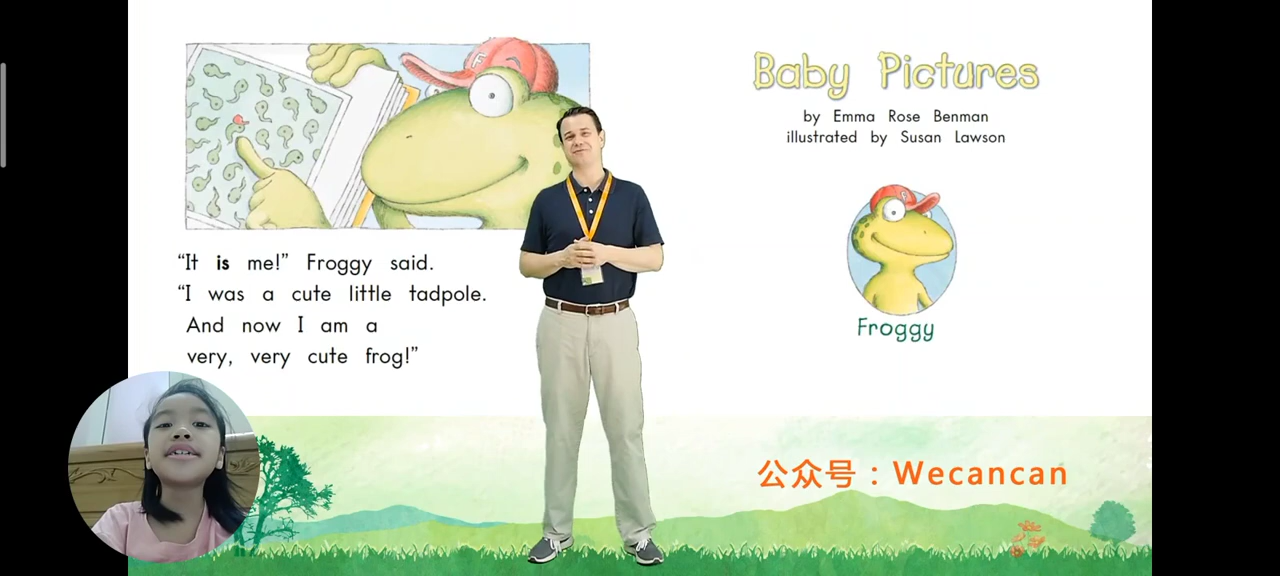 “It is me!” Froggy said.
“I was a cute little tadpole.
And now I am a
very, very cute frog!”
Baby Pictures
by Emma Rose Benman
illustrated by Susan Lawson
F
Froggy
公众号：Wecancan